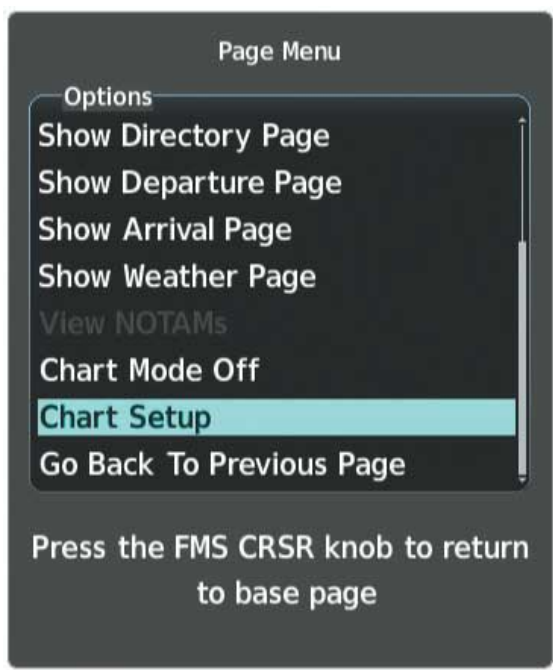 Page Menu
Options
Show Directory Page
Show Departure Page
Show Arrival Page
Show Weather Page
View NOTAMs
Chart Mode Off
Chart Setup
Go Back To Previous Page
Press the FMS CRSR knob to return
to base page